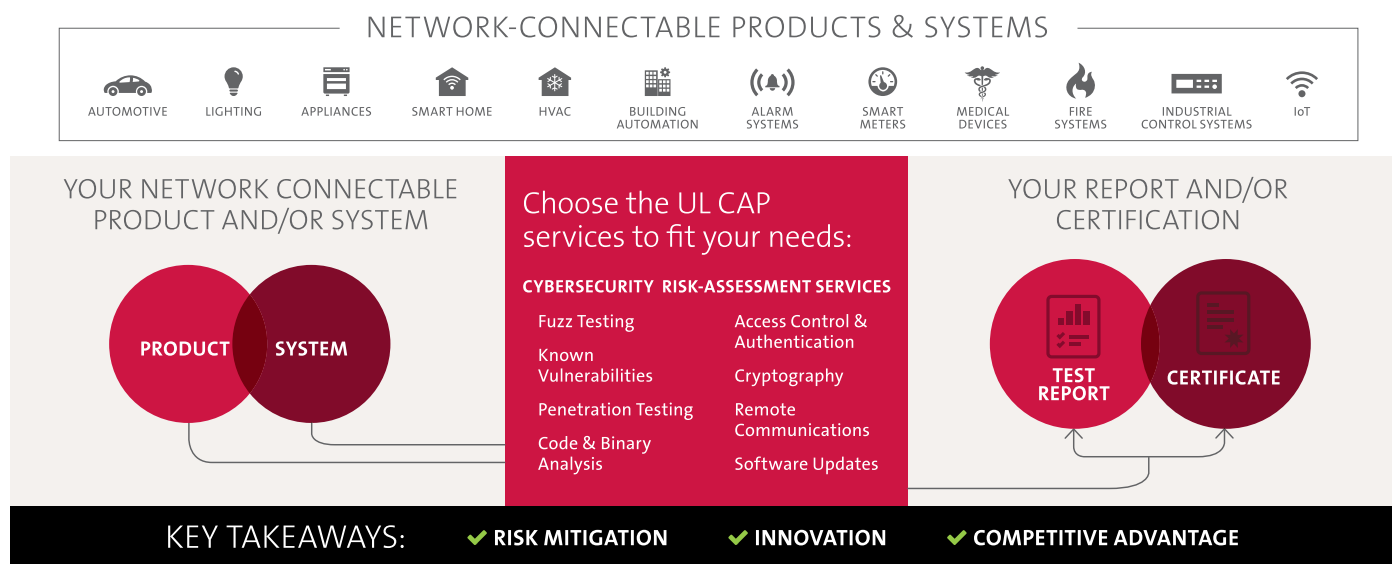 NETWORK-CONNECTABLE PRODUCTS & SYSTEMS
AUTOMOTIVE
LIGHTING
APPLIANCES
SMART HOME
HVAC
BUILDING
AUTOMATION
ALARM
SYSTEMS
SMART
METERS
MEDICAL
DEVICES
FIRE
SYSTEMS
INDUSTRIAL
CONTROL SYSTEMS
IoT
YOUR NETWORK CONNECTABLE
PRODUCT AND/OR SYSTEM
PRODUCT
SYSTEM
Choose the UL CAP
services to fit your needs:
CYBERSECURITY RISK-ASSESSMENT SERVICES
Fuzz Testing
Known
Vulnerabilities
Penetration Testing
Code & Binary
Analysis
Access Control &
Authentication
Cryptography
Remote
Communications
Software Updates
YOUR REPORT AND/OR
CERTIFICATION
TEST
REPORT
CERTIFICATE
KEY TAKEAWAYS:
RISK MITIGATION
INNOVATION
COMPETITIVE ADVANTAGE